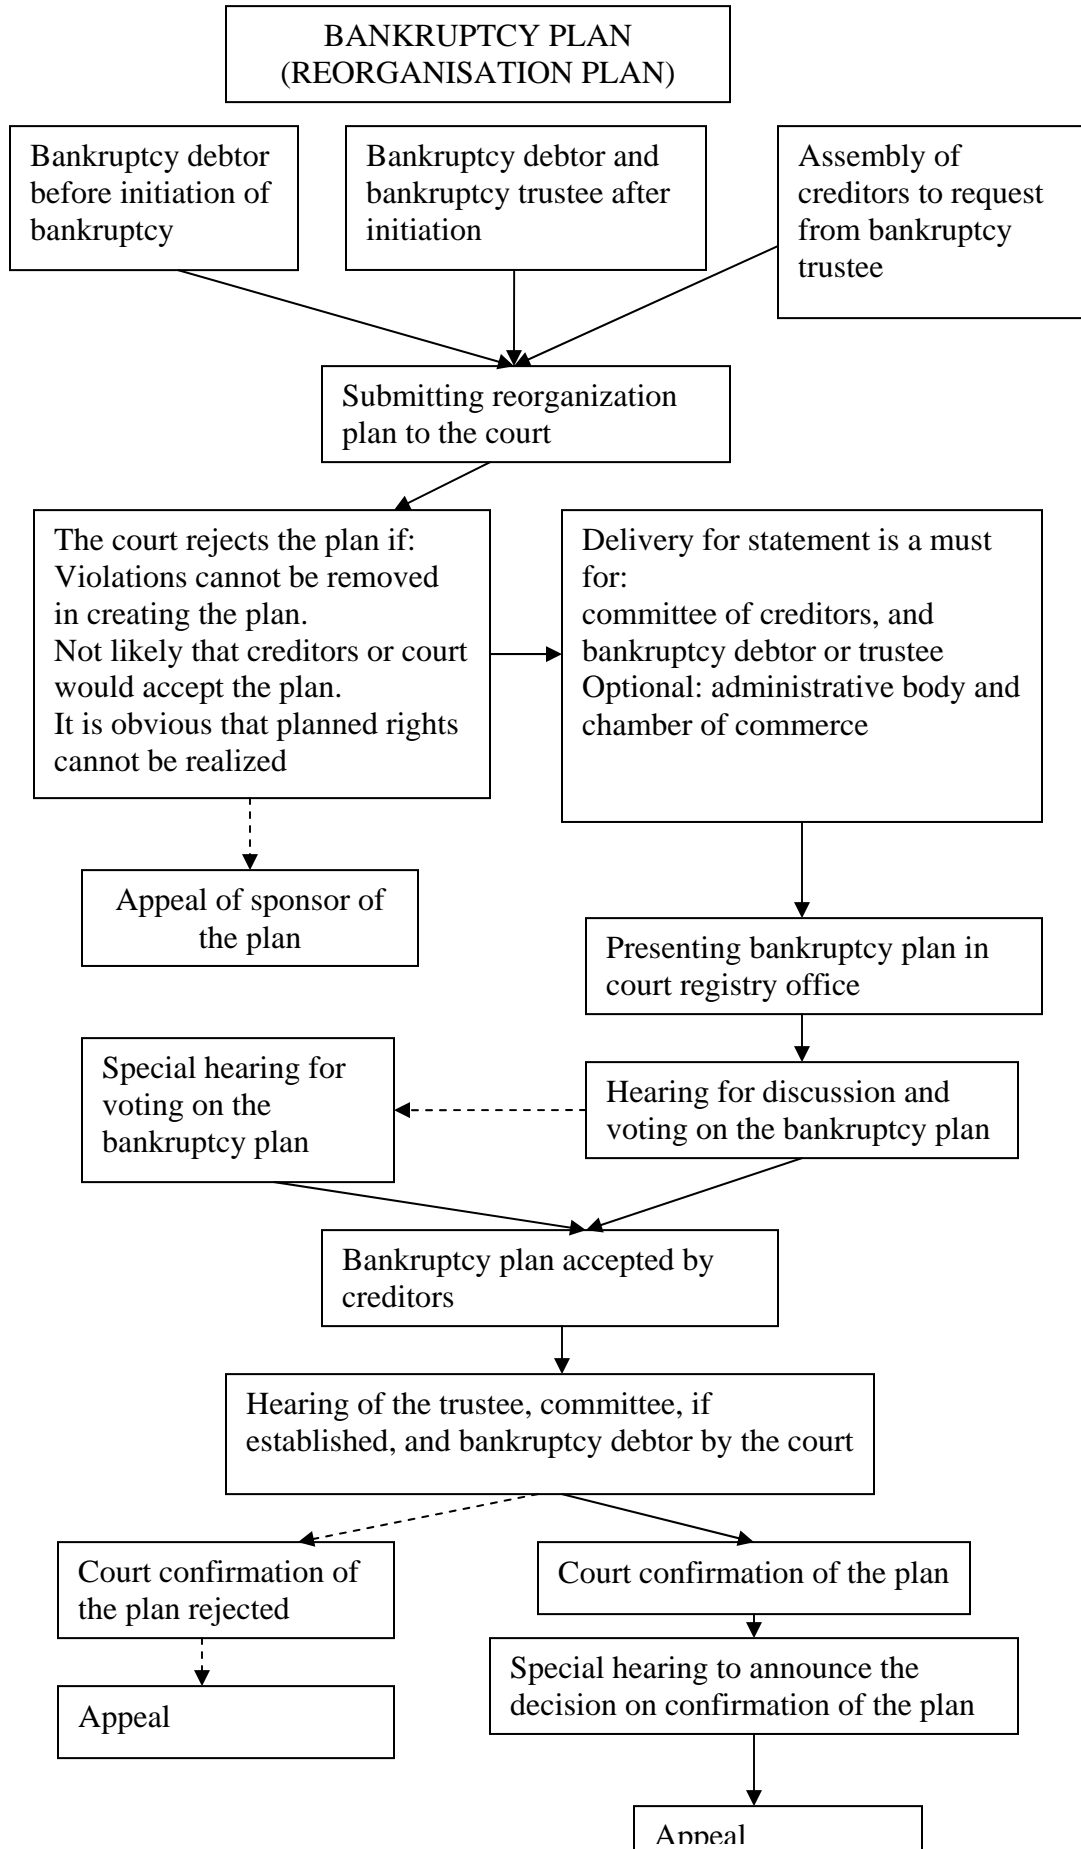 BANKRUPTCY PLAN
(REORGANISATION PLAN)
Bankruptcy debtor
before initiation of
bankruptcy
Bankruptcy debtor and
bankruptcy trustee after
initiation
Assembly of
creditors to request
from bankruptcy
trustee
Submitting reorganization
plan to the court
The court rejects the plan if:
Violations cannot be removed
in creating the plan.
Not likely that creditors or court
would accept the plan.
It is obvious that planned rights
cannot be realized
Delivery for statement is a must
for:
committee of creditors, and
bankruptcy debtor or trustee
Optional: administrative body and
chamber of commerce
Appeal of sponsor of
the plan
Presenting bankruptcy plan in
court registry office
Special hearing for
voting on the
bankruptcy plan
Hearing for discussion and
voting on the bankruptcy plan
Bankruptcy plan accepted by
creditors
Hearing of the trustee, committee, if
established, and bankruptcy debtor by the court
Court confirmation of
the plan rejected
Court confirmation of the plan
Special hearing to announce the
decision on confirmation of the plan
Appeal
Appeal